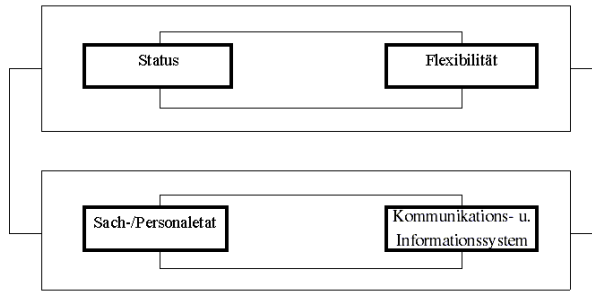 Status
Flexibilität
Sach-/Personaletat
Kommunikations- u.
Informationssystem